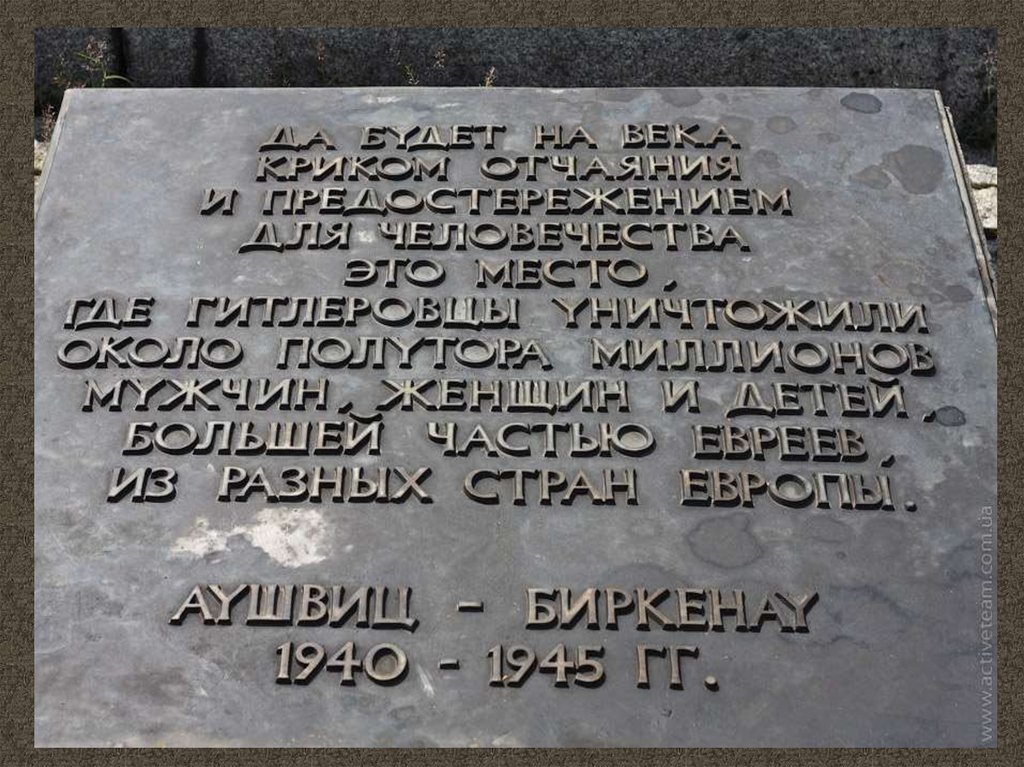 ДА БУДЕТ НА ВЕКА
КРИКОМ ОТЧАЯНИЯ
И ПРЕДОСТЕРЕЖЕНИЕМ
ДЛЯ ЧЕЛОВЕЧЕСТВА
ЭТО МЕСТО,
ГДЕ ГИТЛЕРОВЦЫ УНИЧТОЖИЛИ
ОКОЛО ПОЛУТОРА МИЛЛИОНОВ
МУЖЧИН, ЖЕНЩИН И ДЕТЕЙ,
БОЛЬШЕЙ ЧАСТЬЮ ЕВРЕЕВ,
ИЗ РАЗНЫХ СТРАН ЕВРОПЫ.
АУШВИЦ - БИРКЕНАУ
1940 - 1945 ГГ.
www.activeteam.com.ua